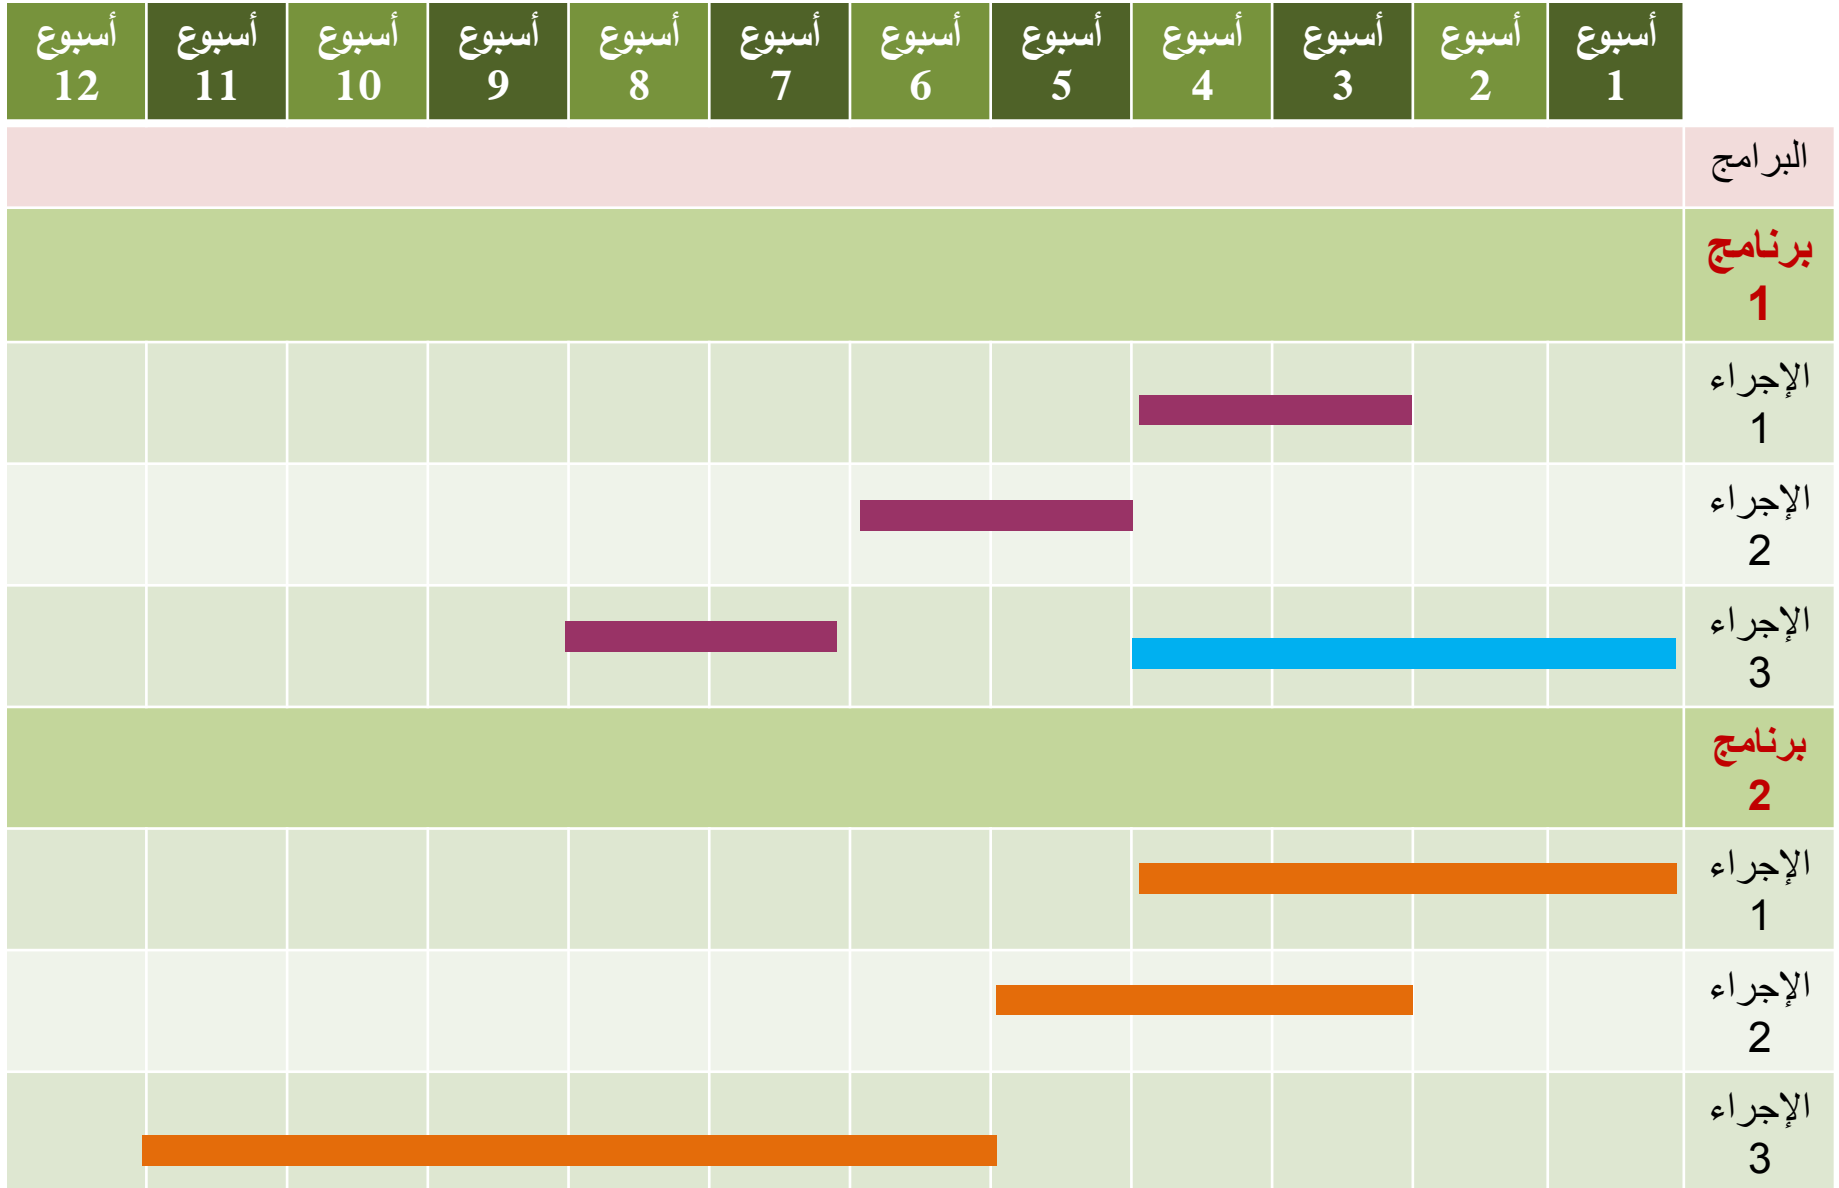 أسبوع
1
أسبوع
2
أسبوع
3
أسبوع
4
أسبوع
5
أسبوع
6
أسبوع
7
أسبوع
8
أسبوع
9
أسبوع
10
أسبوع
11
أسبوع
12
البرامج
برنامج
1
الإجراء
1
الإجراء
2
الإجراء
3
برنامج
2
الإجراء
1
الإجراء
2
الإجراء
3